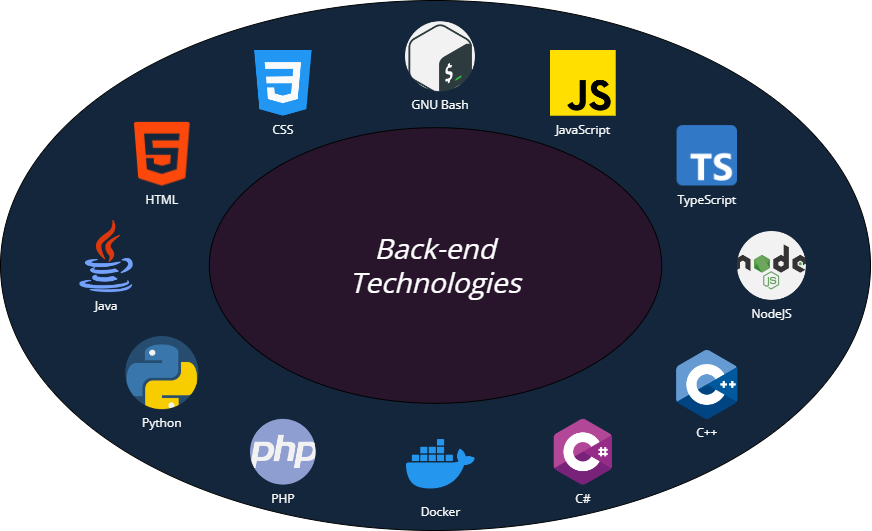 GNU Bash
JS
JavaScript
CSS
TS
TypeScript
HTML
Back-end
Technologies
Java
node
JS
NodeJS
C++
C++
Python
php
PHP
C#
C#
Docker